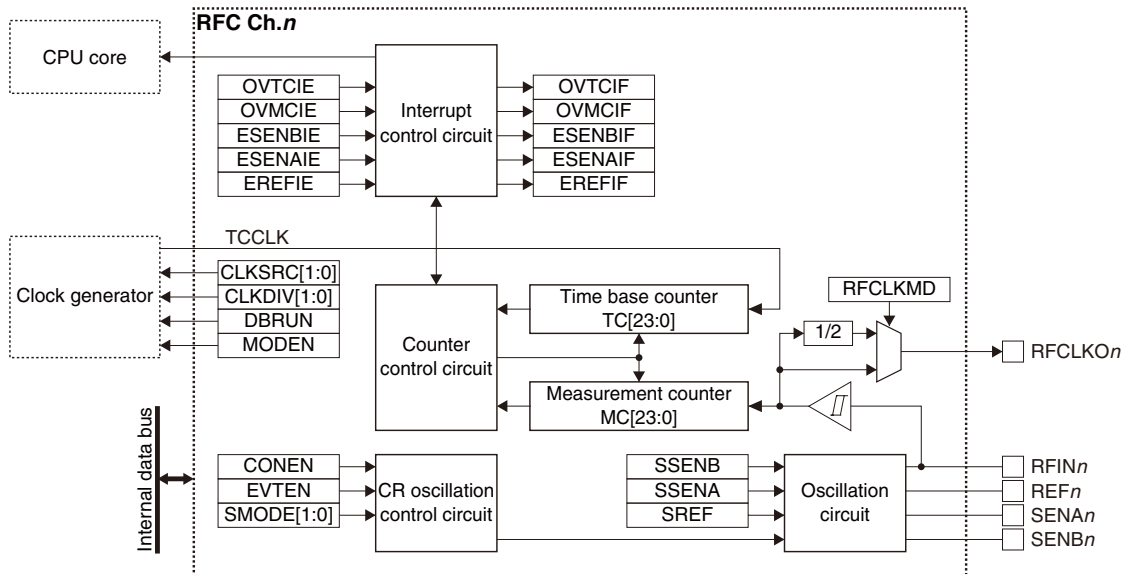 RFC Ch.n
CPU core
OVTCIE
OVMCIE
ESENBIE
ESENAIE
EREFIE
Interrupt
control circuit
OVTCIF
OVMCIF
ESENBIF
ESENAIF
EREFIF
TCCLK
Clock generator
CLKSRC[1:0]
CLKDIV[1:0]
DBRUN
MODEN
Counter
control circuit
Time base counter
TC[23:0]
Measurement counter
MC[23:0]
RFCLKMD
1/2
RFCLKOn
Internal data bus
CONEN
EVTEN
SMODE[1:0]
CR oscillation
control circuit
SSENB
SSENA
SREF
Oscillation
circuit
RFINn
REFn
SENAn
SENBn